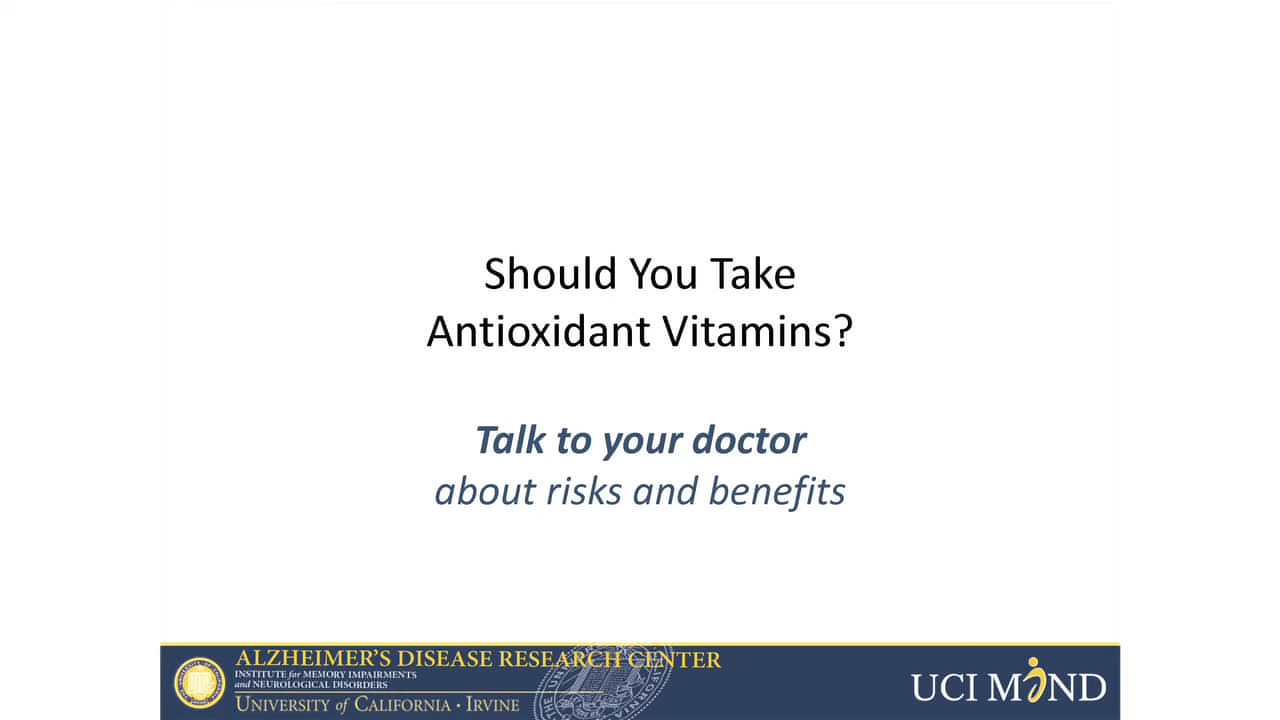 Should You Take
Antioxidant Vitamins?
Talk to your doctor
about risks and benefits
ALZHEIMER'S DISEASE RESEARCH CENTER
INSTITUTE for MEMORY IMPAIRMENTS
and NEUROLOGICAL DISORDERS
UNIVERSITY of CALIFORNIA · IRVINE
UCI MIND